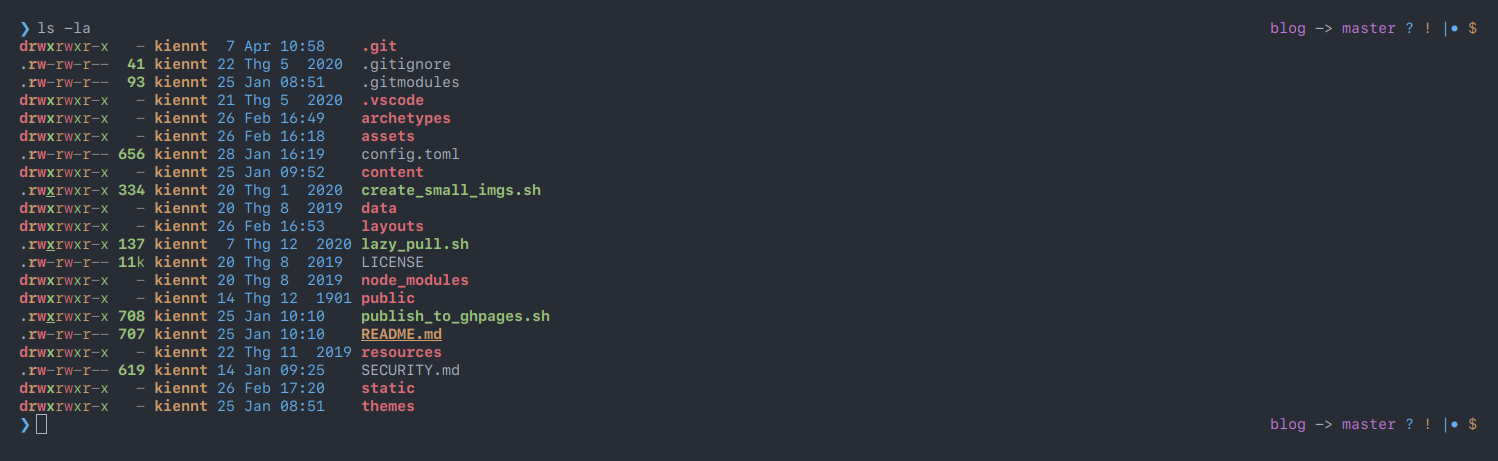 ❯ ls -la blog -> master ? ! |• $
drwxrwxr-x - kiennt 7 Apr 10:58 .git
.rw-rw-r-- 41 kiennt 22 Thg 5 2020 .gitignore
.rw-rw-r-- 93 kiennt 25 Jan 08:51 .gitmodules
drwxrwxr-x - kiennt 21 Thg 5 2020 .vscode
drwxrwxr-x - kiennt 26 Feb 16:49 archetypes
drwxrwxr-x - kiennt 26 Feb 16:18 assets
.rw-rw-r-- 656 kiennt 28 Jan 16:19 config.toml
drwxrwxr-x - kiennt 25 Jan 09:52 content
.rwxrwxr-x 334 kiennt 20 Thg 1 2020 create_small_imgs.sh
drwxrwxr-x - kiennt 20 Thg 8 2019 data
drwxrwxr-x - kiennt 26 Feb 16:53 layouts
.rwxrwxr-x 137 kiennt 7 Thg 12 2020 lazy_pull.sh
.rw-rw-r-- 11k kiennt 20 Thg 8 2019 LICENSE
drwxrwxr-x - kiennt 20 Thg 8 2019 node_modules
drwxrwxr-x - kiennt 14 Thg 12 1901 public
.rwxrwxr-x 708 kiennt 25 Jan 10:10 publish_to_ghpages.sh
.rw-rw-r-- 707 kiennt 25 Jan 10:10 README.md
drwxrwxr-x - kiennt 22 Thg 11 2019 resources
.rw-rw-r-- 619 kiennt 14 Jan 09:25 SECURITY.md
drwxrwxr-x - kiennt 26 Feb 17:20 static
drwxrwxr-x - kiennt 25 Jan 08:51 themes
❯ blog -> master ? ! |• $